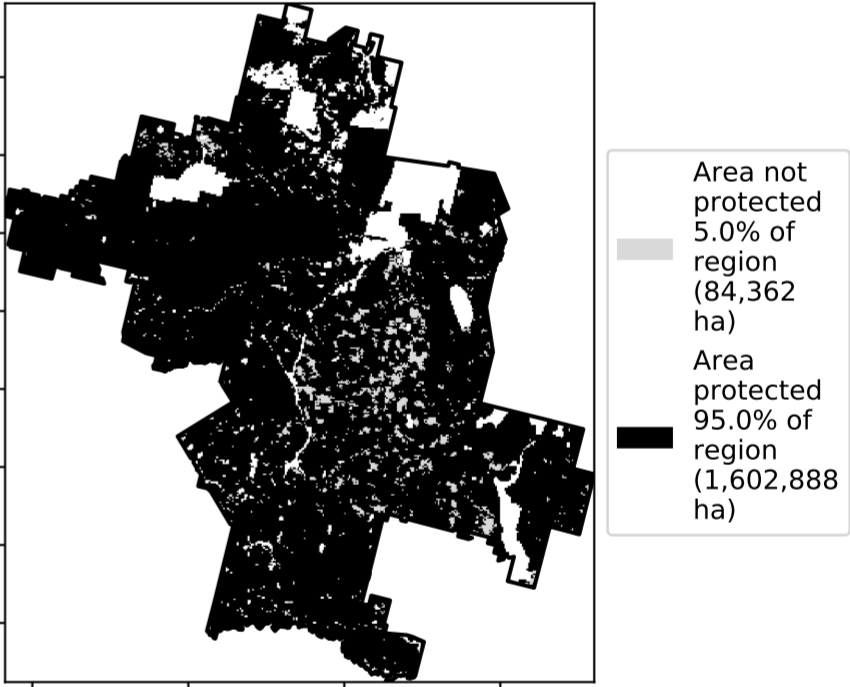 Area not
protected
5.0% of
region
(84,362
ha)
Area
protected
95.0% of
region
(1,602,888
ha)